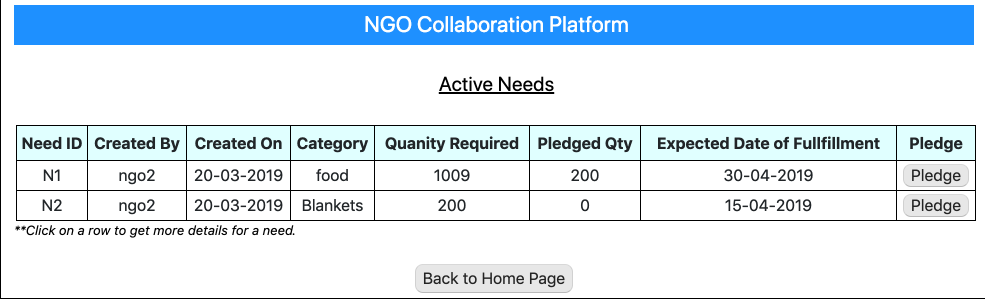 NGO Collaboration Platform
Active Needs
Need ID Created By Created On Category Quanity Required Pledged Qty Expected Date of Fullfillment Pledge
N1 ngo2 20-03-2019 food 1009 200 30-04-2019 Pledge
N2 ngo2 20-03-2019 Blankets 200 0 15-04-2019 Pledge
**Click on a row to get more details for a need.
Back to Home Page